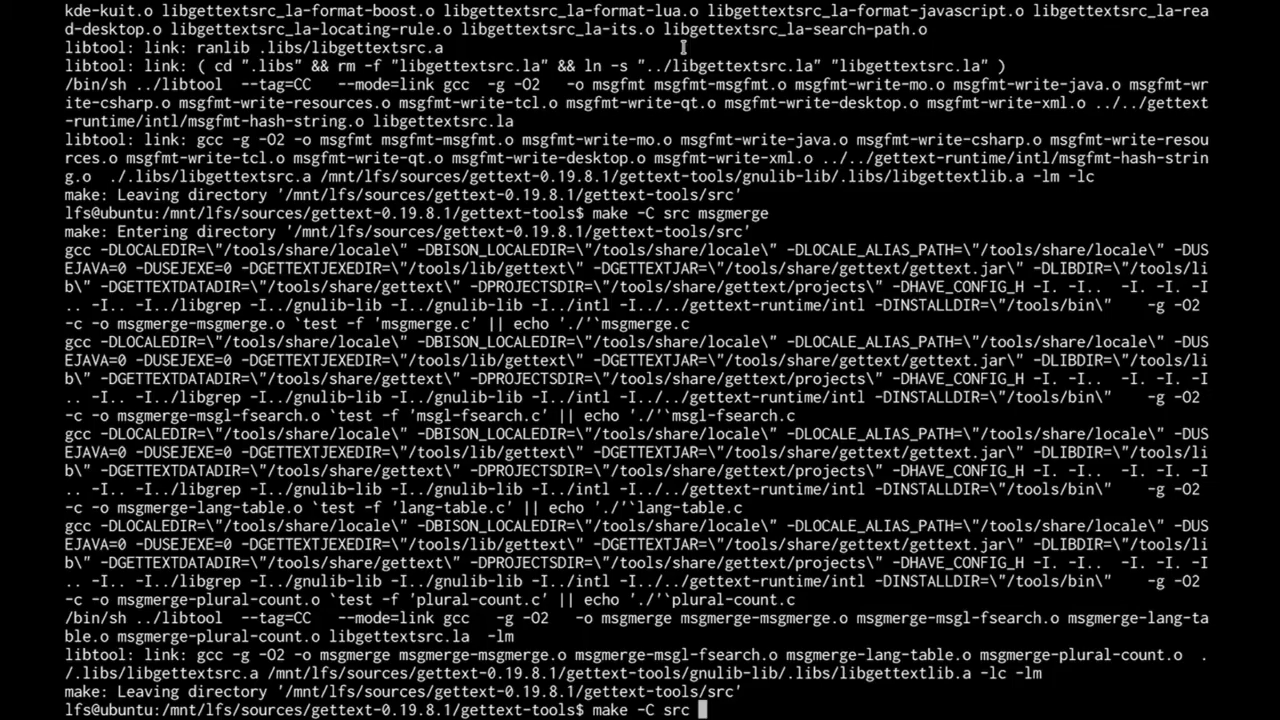 kde-kuit.o libgettextsrc_la-format-boost.o libgettextsrc_la-format-lua.o libgettextsrc_la-format-javascript.o libgettextsrc_la-rea
d-desktop.o libgettextsrc_la-locating-rule.o libgettextsrc_la-its.o libgettextsrc_la-search-path.o
libtool: link: ranlib .libs/libgettextsrc.a
libtool: link: ( cd ".libs" && rm -f "libgettextsrc.la" && ln -s "../libgettextsrc.la" "libgettextsrc.la" )
/bin/sh ../libtool  --tag=CC   --mode=link gcc  -g -O2   -o msgfmt msgfmt-msgfmt.o msgfmt-write-mo.o msgfmt-write-java.o msgfmt-wr
ite-csharp.o msgfmt-write-resources.o msgfmt-write-tcl.o msgfmt-write-qt.o msgfmt-write-desktop.o msgfmt-write-xml.o ../../gettext
-runtime/intl/msgfmt-hash-string.o libgettextsrc.la
libtool: link: gcc -g -O2 -o msgfmt msgfmt-msgfmt.o msgfmt-write-mo.o msgfmt-write-java.o msgfmt-write-csharp.o msgfmt-write-resou
rces.o msgfmt-write-tcl.o msgfmt-write-qt.o msgfmt-write-desktop.o msgfmt-write-xml.o ../../gettext-runtime/intl/msgfmt-hash-strin
g.o  ./.libs/libgettextsrc.a /mnt/lfs/sources/gettext-0.19.8.1/gettext-tools/gnulib-lib/.libs/libgettextlib.a -lm -lc
make: Leaving directory '/mnt/lfs/sources/gettext-0.19.8.1/gettext-tools/src'
lfs@ubuntu:/mnt/lfs/sources/gettext-0.19.8.1/gettext-tools$ make -C src msgmerge
make: Entering directory '/mnt/lfs/sources/gettext-0.19.8.1/gettext-tools/src'
gcc -DLOCALEDIR=\"/tools/share/locale\" -DBISON_LOCALEDIR=\"/tools/share/locale\" -DLOCALE_ALIAS_PATH=\"/tools/share/locale\" -DUS
EJAVA=0 -DUSEJEXE=0 -DGETTEXTJEXEDIR=\"/tools/lib/gettext\" -DGETTEXTJAR=\"/tools/share/gettext/gettext.jar\" -DLIBDIR=\"/tools/li
b\" -DGETTEXTDATADIR=\"/tools/share/gettext\" -DPROJECTSDIR=\"/tools/share/gettext/projects\" -DHAVE_CONFIG_H -I. -I..  -I. -I. -I
.. -I.. -I../libgrep -I../gnulib-lib -I../gnulib-lib -I../intl -I../../gettext-runtime/intl -DINSTALLDIR=\"/tools/bin\"    -g -O2 
-c -o msgmerge-msgmerge.o `test -f 'msgmerge.c' || echo './'`msgmerge.c
gcc -DLOCALEDIR=\"/tools/share/locale\" -DBISON_LOCALEDIR=\"/tools/share/locale\" -DLOCALE_ALIAS_PATH=\"/tools/share/locale\" -DUS
EJAVA=0 -DUSEJEXE=0 -DGETTEXTJEXEDIR=\"/tools/lib/gettext\" -DGETTEXTJAR=\"/tools/share/gettext/gettext.jar\" -DLIBDIR=\"/tools/li
b\" -DGETTEXTDATADIR=\"/tools/share/gettext\" -DPROJECTSDIR=\"/tools/share/gettext/projects\" -DHAVE_CONFIG_H -I. -I..  -I. -I. -I
.. -I.. -I../libgrep -I../gnulib-lib -I../gnulib-lib -I../intl -I../../gettext-runtime/intl -DINSTALLDIR=\"/tools/bin\"    -g -O2 
-c -o msgmerge-msgl-fsearch.o `test -f 'msgl-fsearch.c' || echo './'`msgl-fsearch.c
gcc -DLOCALEDIR=\"/tools/share/locale\" -DBISON_LOCALEDIR=\"/tools/share/locale\" -DLOCALE_ALIAS_PATH=\"/tools/share/locale\" -DUS
EJAVA=0 -DUSEJEXE=0 -DGETTEXTJEXEDIR=\"/tools/lib/gettext\" -DGETTEXTJAR=\"/tools/share/gettext/gettext.jar\" -DLIBDIR=\"/tools/li
b\" -DGETTEXTDATADIR=\"/tools/share/gettext\" -DPROJECTSDIR=\"/tools/share/gettext/projects\" -DHAVE_CONFIG_H -I. -I..  -I. -I. -I
.. -I.. -I../libgrep -I../gnulib-lib -I../gnulib-lib -I../intl -I../../gettext-runtime/intl -DINSTALLDIR=\"/tools/bin\"    -g -O2 
-c -o msgmerge-lang-table.o `test -f 'lang-table.c' || echo './'`lang-table.c
gcc -DLOCALEDIR=\"/tools/share/locale\" -DBISON_LOCALEDIR=\"/tools/share/locale\" -DLOCALE_ALIAS_PATH=\"/tools/share/locale\" -DUS
EJAVA=0 -DUSEJEXE=0 -DGETTEXTJEXEDIR=\"/tools/lib/gettext\" -DGETTEXTJAR=\"/tools/share/gettext/gettext.jar\" -DLIBDIR=\"/tools/li
b\" -DGETTEXTDATADIR=\"/tools/share/gettext\" -DPROJECTSDIR=\"/tools/share/gettext/projects\" -DHAVE_CONFIG_H -I. -I..  -I. -I. -I
.. -I.. -I../libgrep -I../gnulib-lib -I../gnulib-lib -I../intl -I../../gettext-runtime/intl -DINSTALLDIR=\"/tools/bin\"    -g -O2 
-c -o msgmerge-plural-count.o `test -f 'plural-count.c' || echo './'`plural-count.c
/bin/sh ../libtool  --tag=CC   --mode=link gcc  -g -O2   -o msgmerge msgmerge-msgmerge.o msgmerge-msgl-fsearch.o msgmerge-lang-ta
ble.o msgmerge-plural-count.o libgettextsrc.la  -lm
libtool: link: gcc -g -O2 -o msgmerge msgmerge-msgmerge.o msgmerge-msgl-fsearch.o msgmerge-lang-table.o msgmerge-plural-count.o  .
/.libs/libgettextsrc.a /mnt/lfs/sources/gettext-0.19.8.1/gettext-tools/gnulib-lib/.libs/libgettextlib.a -lc -lm
make: Leaving directory '/mnt/lfs/sources/gettext-0.19.8.1/gettext-tools/src'
lfs@ubuntu:/mnt/lfs/sources/gettext-0.19.8.1/gettext-tools$ make -C src